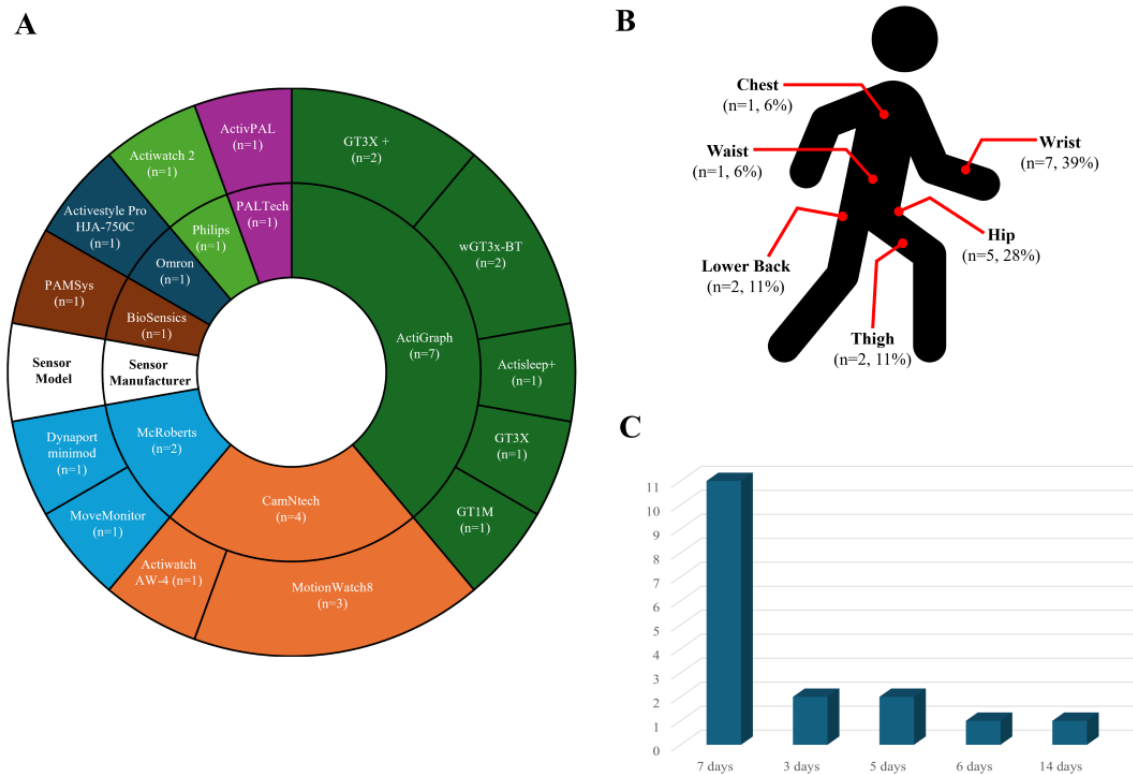 A
ActivPAL
(n=1)
GT3X +
(n=2)
Actiwatch 2
(n=1)
PALTech
(n=1)
Philips
(n=1)
Activestyle Pro
HJA-750C
(n=1)
Omron
(n=1)
wGT3x-BT
(n=2)
PAMSys
(n=1)
BioSensics
(n=1)
ActiGraph
(n=7)
Sensor
Model
Sensor
Manufacturer
Actisleep+
(n=1)
Dynaport
minimod
(n=1)
McRoberts
(n=2)
GT3X
(n=1)
MoveMonitor
(n=1)
CamNtech
(n=4)
GT1M
(n=1)
Actiwatch
AW-4 (n=1)
MotionWatch8
(n=3)
B
Chest
(n=1, 6%)
Waist
(n=1, 6%)
Wrist
(n=7, 39%)
Lower Back
(n=2, 11%)
Hip
(n=5, 28%)
Thigh
(n=2, 11%)
C
11
10
9
8
7
6
5
4
3
2
1
0
7 days
3 days
5 days
6 days
14 days